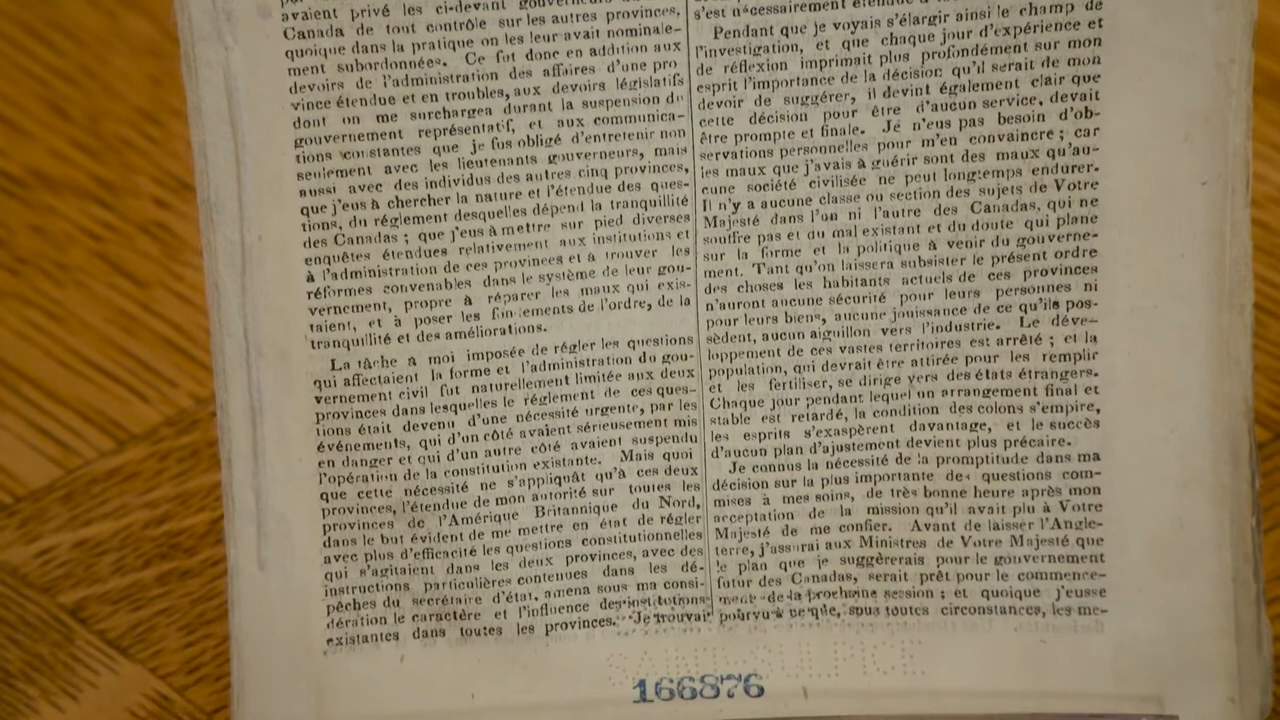 avaient privé les ci-devant
Canada de tout contrôle sur les autres provinces,
quoique dans la pratique on les leur avait nominale-
ment subordonnées. Ce fut donc en addition aux
devoirs de l'administration des affaires d'une pro
vince étendue et en troubles, aux devoirs législatifs
dont on me surchargea durant la suspension du
gouvernement représentatif, et aux communica-
tions constantes que je fus obligé d'entretenir non
seulement avec les lieutenants gouverneurs, mais
aussi avec des individus des autres cinq provinces,
que j'eus à chercher la nature et l'étendue des ques-
tions, du réglement desquelles dépend la tranquillité
des Canadas ; que j'eus à mettre sur pied diverses
enquêtes étendues relativement aux institutions et
à l'administration de ces provinces et à trouver les
réformes convenables dans le système de leur gou-
vernement, propre à réparer les maux qui exis-
taient, et à poser les fondements de l'ordre, de la
tranquillité et des améliorations.
La tâche à moi imposée de régler les questions
qui affectaient la forme et l'administration du gou-
vernement civil fut naturellement limitée aux deux
provinces dans lesquelles le réglement de ces ques-
tions était devenu d'une nécessité urgente, par les
événements, qui d'un côté avaient sérieusement mis
en danger et qui d'un autre côté avaient suspendu
l'opération de la constitution existante. Mais quoi
que cette nécessité ne s'appliquât qu'à ces deux
provinces, l'étendue de mon autorité sur toutes les
provinces de l'Amérique Britannique du Nord,
dans le but évident de me mettre en état de régler
avec plus d'efficacité les questions constitutionnelles
qui s'agitaient dans les deux provinces, avec des
instructions particulières contenues dans les dé-
pêches du secrétaire d'état, amena sous ma consi-
dération le caractère et l'influence des institutions
existantes dans toutes les provinces. Je trouvai
s'est nécessairement
Pendant que je voyais s'élargir ainsi le champ de
l'investigation, et que chaque jour d'expérience et
de réflexion imprimait plus profondément sur mon
esprit l'importance de la décision qu'il serait de mon
devoir de suggérer, il devint également clair que
cette décision pour être d'aucun service, devait
être prompte et finale. Je n'eus pas besoin d'ob-
servations personnelles pour m'en convaincre ; car
les maux que j'avais à guérir sont des maux qu'au-
cune société civilisée ne peut longtemps endurer.
Il n'y a aucune classe ou section des sujets de Votre
Majesté dans l'un ni l'autre des Canadas, qui ne
souffre pas et du mal existant et du doute qui plane
sur la forme et la politique à venir du gouverne-
ment. Tant qu'on laissera subsister le présent ordre
des choses les habitants actuels de ces provinces
n'auront aucune sécurité pour leurs personnes ni
pour leurs biens, aucune jouissance de ce qu'ils pos-
sèdent, aucun aiguillon vers l'industrie. Le déve-
loppement de ces vastes territoires est arrêté ; et la
population, qui devrait être attirée pour les remplir
et les fertiliser, se dirige vers des états étrangers.
Chaque jour pendant lequel un arrangement final et
stable est retardé, la condition des colons s'empire,
les esprits s'exaspèrent davantage, et le succès
d'aucun plan d'ajustement devient plus précaire.
Je connus la nécessité de la promptitude dans ma
décision sur la plus importante des questions com-
mises à mes soins, de très bonne heure après mon
acceptation de la mission qu'il avait plu à Votre
Majesté de me confier. Avant de laisser l'Angle-
terre, j'assurai aux Ministres de Votre Majesté que
le plan que je suggèrerais pour le gouvernement
futur des Canadas, serait prêt pour le commence-
ment de la prochaine session ; et quoique j'eusse
pourvu à ce que, sous toutes circonstances, les me-
SAINT-SULPICE
166876